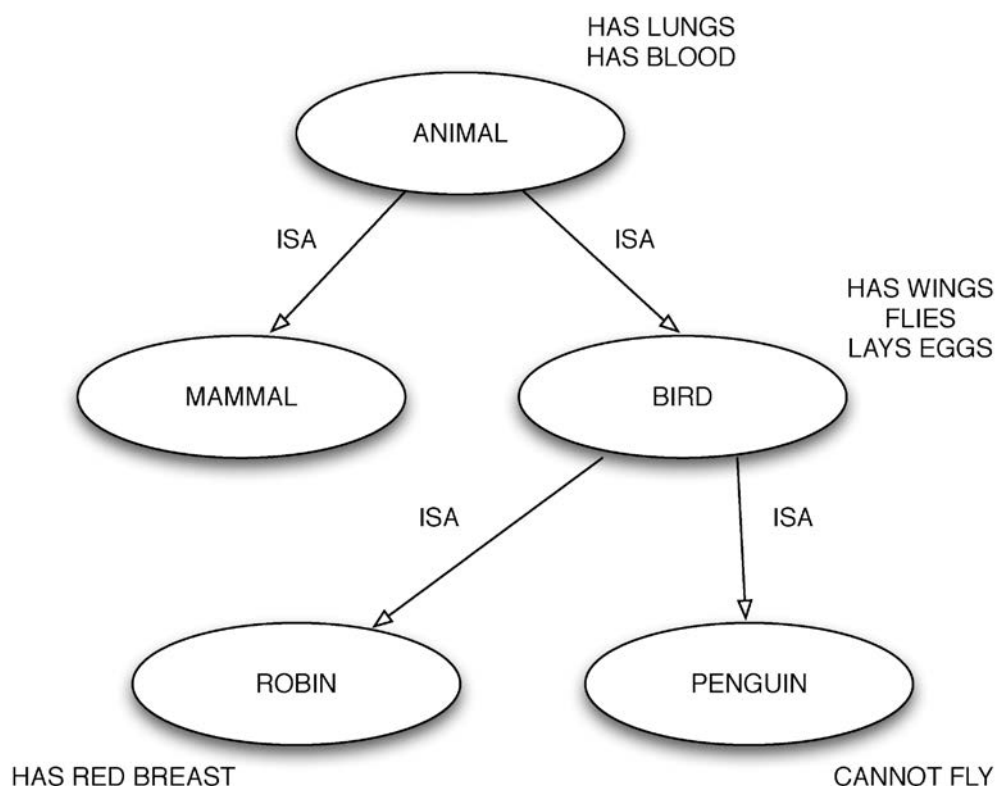 HAS LUNGS
HAS BLOOD
ANIMAL
ISA
ISA
HAS WINGS
FLIES
LAYS EGGS
MAMMAL
BIRD
ISA
ISA
ROBIN
PENGUIN
HAS RED BREAST
CANNOT FLY